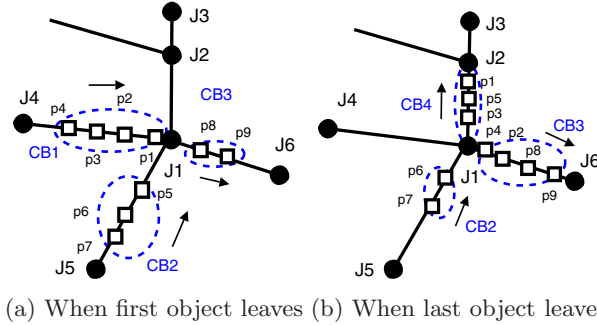 J3
J2
J4
p4
p2
CB3
p8
p9
CB1
p3
p1
J1
J6
p5
p6
p7
CB2
J5
J3
J2
p1
p5
p3
CB4
J4
p4
p2
CB3
p8
J1
J6
p6
p9
p7
CB2
J5
(a) When first object leaves (b) When last object leave